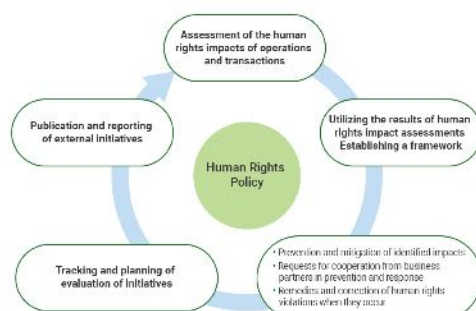 Assessment of the human
rights impacts of operations
and transactions
Utilizing the results of human
rights impact assessments
Establishing a framework
• Prevention and mitigation of identified impacts
• Requests for cooperation from business
partners in prevention and response
• Remedies and correction of human rights
violations when they occur
Tracking and planning of
evaluation of initiatives
Publication and reporting
of external initiatives
Human Rights
Policy